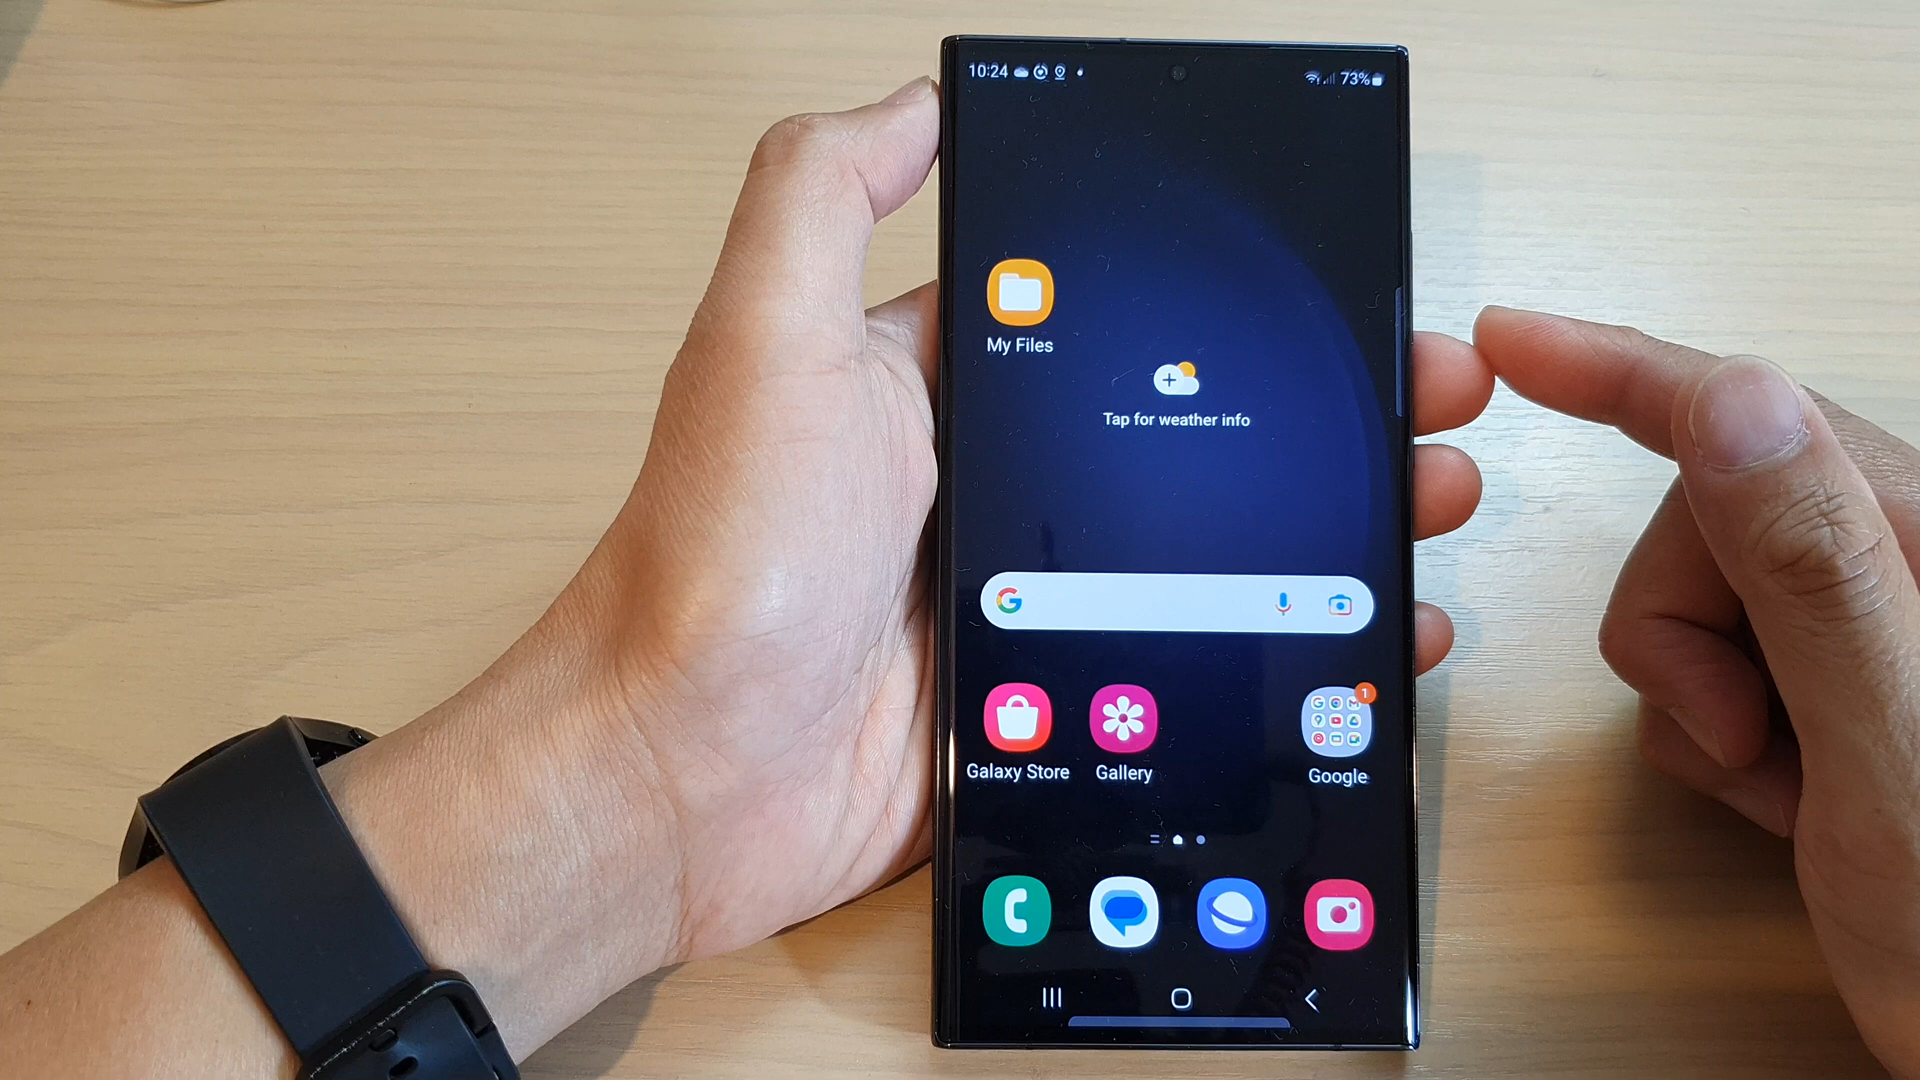 10:24
73%
My Files
Tap for weather info
1
Galaxy Store
Gallery
Google